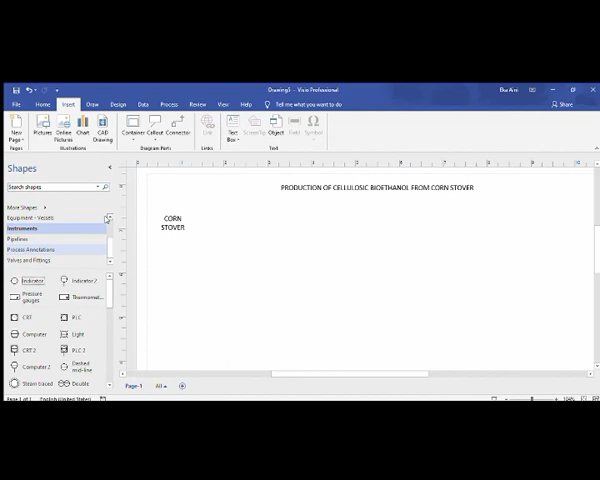 Drawing3 - Visio Professional
File Home Insert Draw Design Data Process Review View Help Tell me what you want to do Share
New Page Pictures Online Pictures Chart CAD Drawing Container Callout Connector Link Text Box ScreenTip Object Field Symbol
Pages Illustrations Diagram Parts Links Text
Shapes
Search shapes
More Shapes
Equipment - Vessels
Instruments
Pipelines
Process Annotations
Valves and Fittings
Indicator Indicator 2
Pressure gauges Thermomet...
CRT PLC
Computer Light
CRT 2 PLC 2
Computer 2 Dashed mid-line
Steam traced Double
PRODUCTION OF CELLULOSIC BIOETHANOL FROM CORN STOVER
CORN
STOVER
Page-1 All
Page 1 of 1 English (United States)